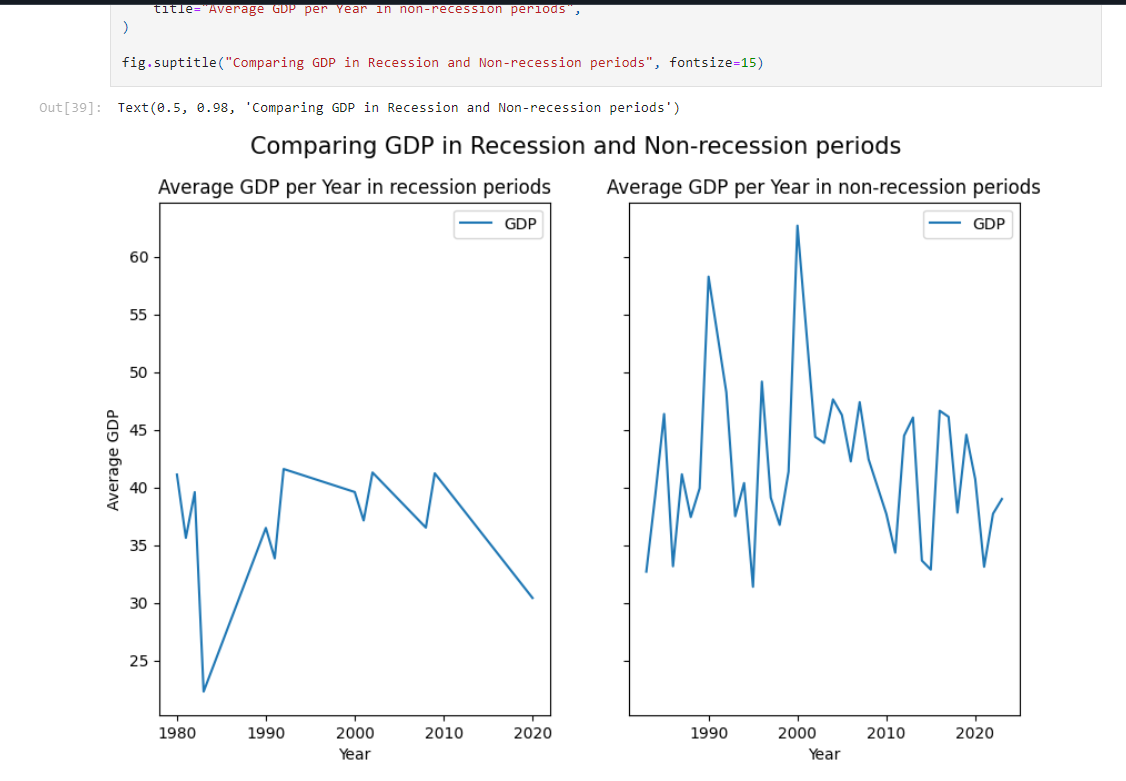 title="Average GDP per Year in non-recession periods",
)
fig.suptitle("Comparing GDP in Recession and Non-recession periods", fontsize=15)
Out[39]: Text(0.5, 0.98, 'Comparing GDP in Recession and Non-recession periods')
Comparing GDP in Recession and Non-recession periods
Average GDP per Year in recession periods
GDP
60
55
50
45
40
35
30
25
Average GDP
1980 1990 2000 2010 2020
Year
Average GDP per Year in non-recession periods
GDP
1990 2000 2010 2020
Year